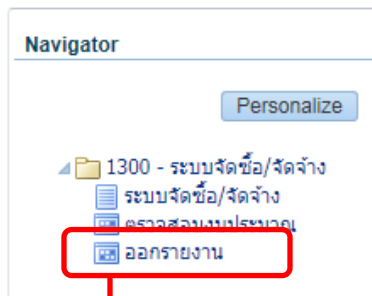 Navigator
Personalize
1300 - ระบบจัดซื้อ/จัดจ้าง
ระบบจัดซื้อ/จัดจ้าง
ตรวจสอบงบประมาณ
ออกรายงาน